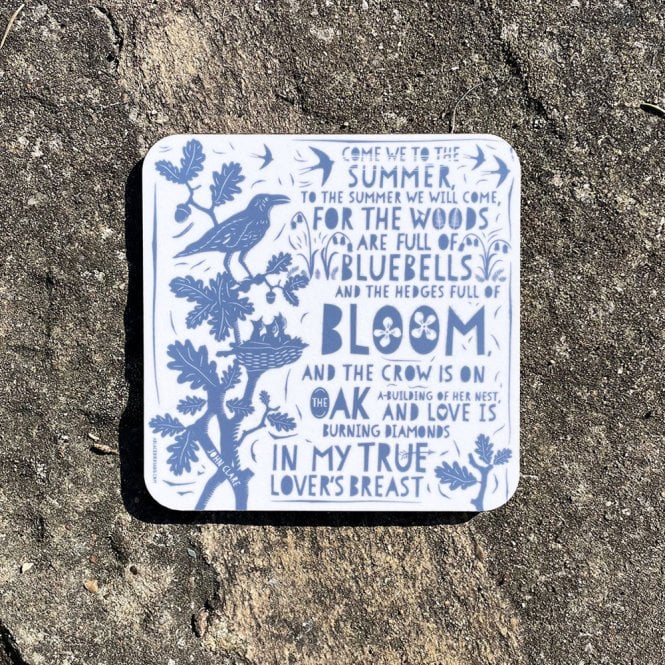 COME WE TO THE
SUMMER,
TO THE SUMMER WE WILL COME,
FOR THE WOODS
ARE FULL OF
BLUEBELLS
AND THE HEDGES FULL OF
BLOOM,
AND THE CROW IS ON
THE OAK A-BUILDING OF HER NEST,
AND LOVE IS
BURNING DIAMONDS
IN MY TRUE
LOVER'S BREAST
JOHN CLARE